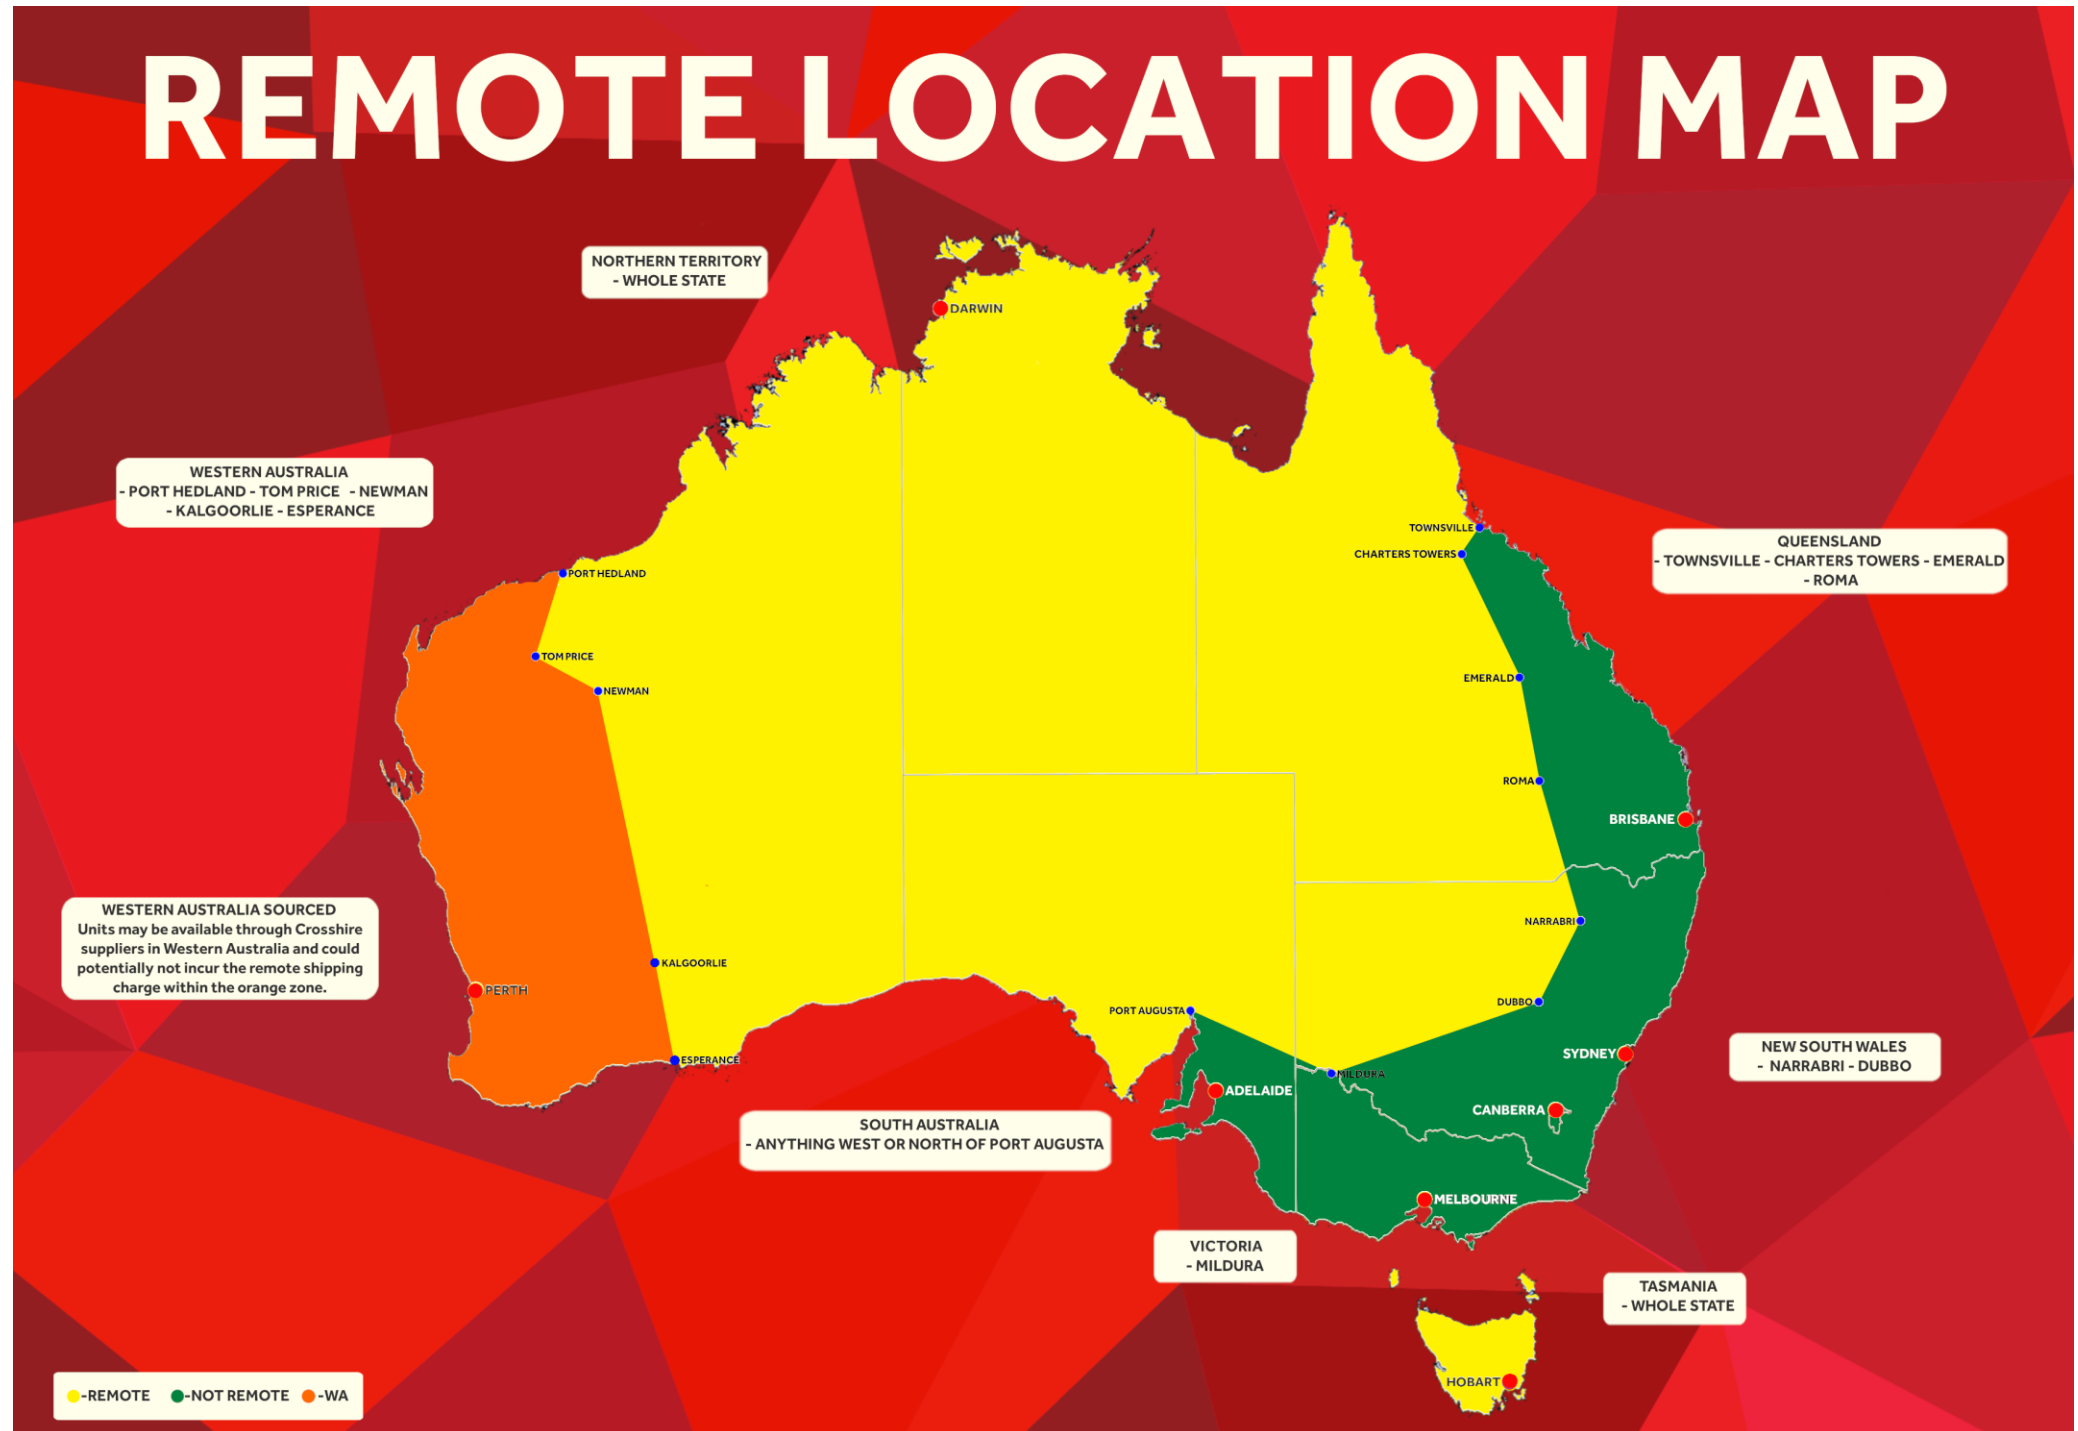 REMOTE LOCATION MAP
NORTHERN TERRITORY
- WHOLE STATE
DARWIN
WESTERN AUSTRALIA
- PORT HEDLAND - TOM PRICE - NEWMAN
- KALGOORLIE - ESPERANCE
TOWNSVILLE
CHARTERS TOWERS
QUEENSLAND
- TOWNSVILLE - CHARTERS TOWERS - EMERALD
- ROMA
PORT HEDLAND
TOM PRICE
NEWMAN
EMERALD
ROMA
BRISBANE
WESTERN AUSTRALIA SOURCED
Units may be available through Crosshire
suppliers in Western Australia and could
potentially not incur the remote shipping
charge within the orange zone.
NARRABRI
KALGOORLIE
PERTH
DUBBO
PORT AUGUSTA
ESPERANCE
SYDNEY
NEW SOUTH WALES
- NARRABRI - DUBBO
MILDURA
ADELAIDE
CANBERRA
SOUTH AUSTRALIA
- ANYTHING WEST OR NORTH OF PORT AUGUSTA
MELBOURNE
VICTORIA
- MILDURA
TASMANIA
- WHOLE STATE
HOBART
-REMOTE -NOT REMOTE -WA